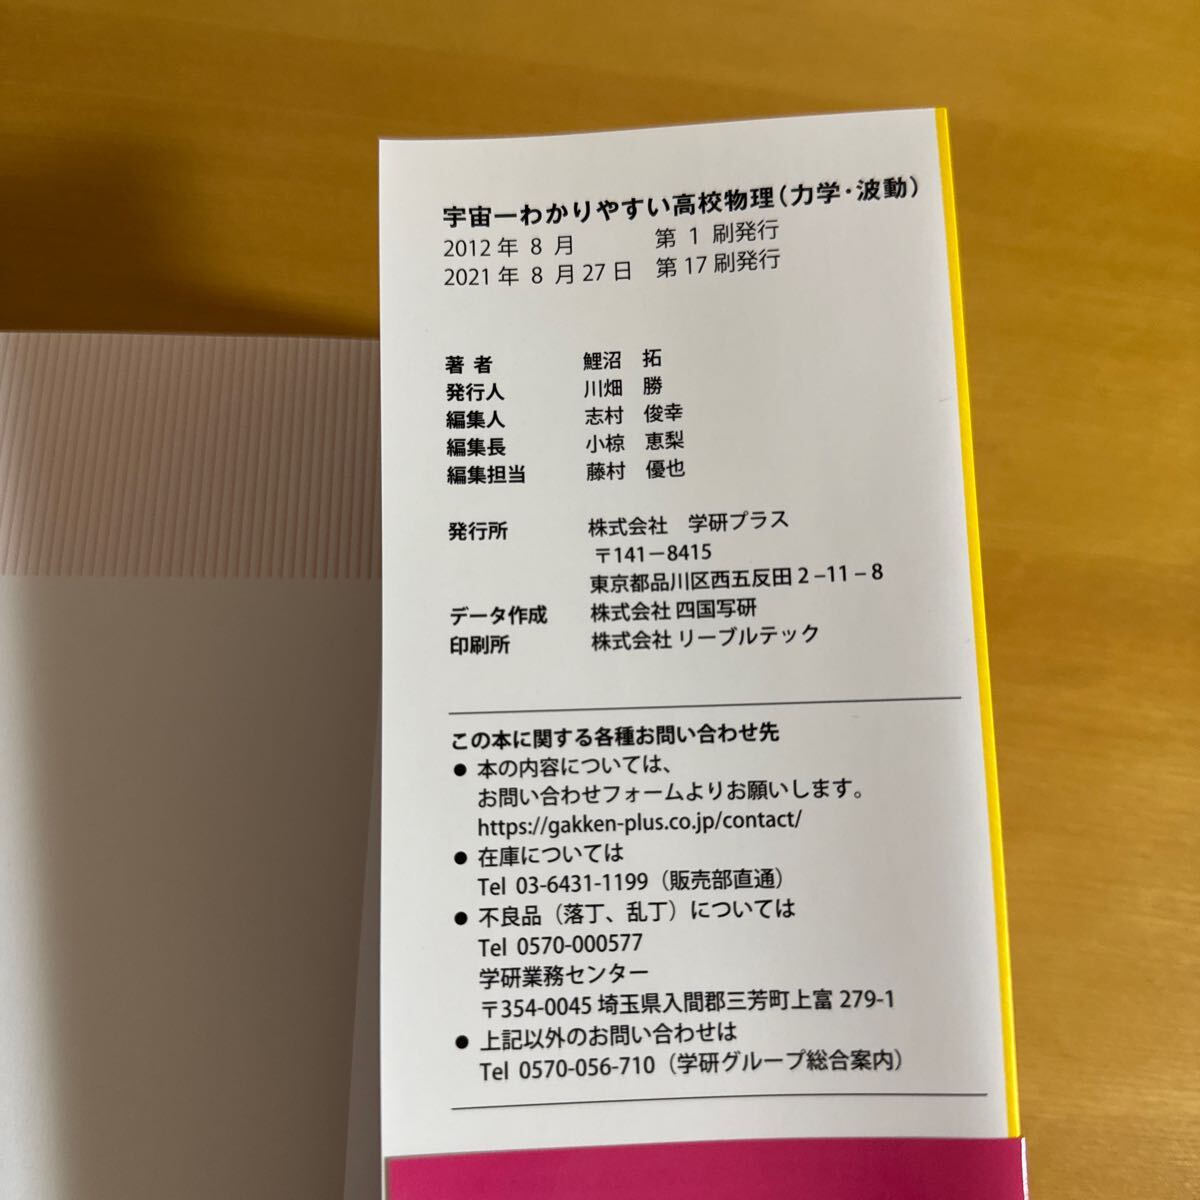 宇宙一わかりやすい高校物理(力学・波動)
2012年 8 月 第 1 刷発行
2021年 8 月27日 第17刷発行
著 者 鯉沼 拓
発行人 川畑 勝
編集人 志村 俊幸
編集長 小椋 恵梨
編集担当 藤村 優也
発行所 株式会社 学研プラス
〒141－8415
東京都品川区西五反田2－11－8
データ作成 株式会社 四国写研
印刷所 株式会社 リーブルテック
この本に関する各種お問い合わせ先
● 本の内容については、
お問い合わせフォームよりお願いします。
https://gakken-plus.co.jp/contact/
● 在庫については
Tel 03-6431-1199（販売部直通）
● 不良品（落丁、乱丁）については
Tel 0570-000577
学研業務センター
〒354-0045 埼玉県入間郡三芳町上富 279-1
● 上記以外のお問い合わせは
Tel 0570-056-710（学研グループ総合案内）